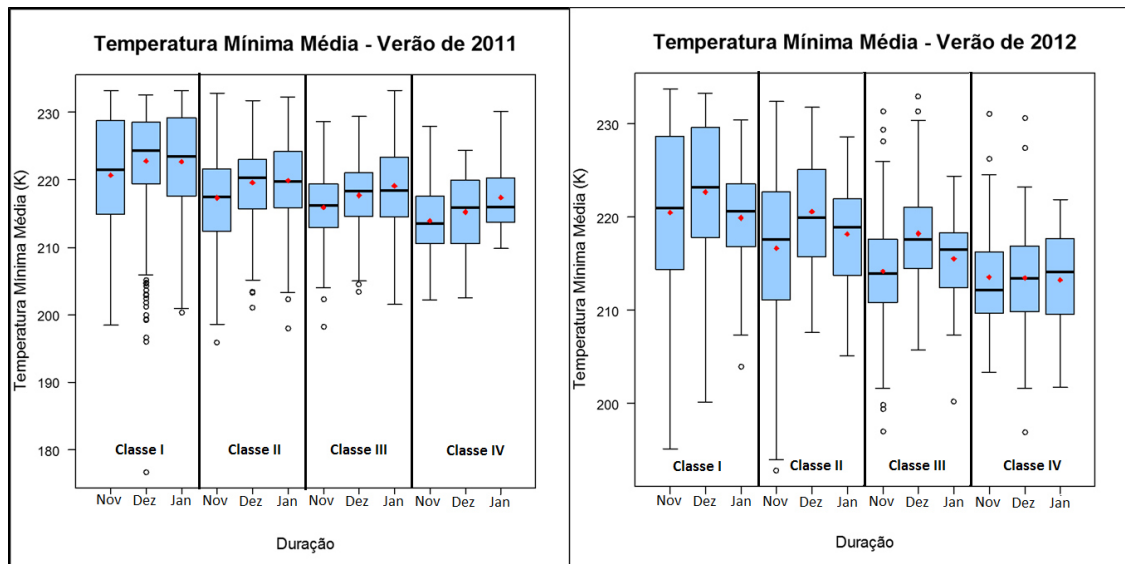 Temperatura Mínima Média - Verão de 2011
Temperatura Mínima Média (K)
230
220
210
200
190
180
Classe I
Classe II
Classe III
Classe IV
Nov Dez Jan Nov Dez Jan Nov Dez Jan Nov Dez Jan
Duração
Temperatura Mínima Média - Verão de 2012
Temperatura Mínima Média (K)
230
220
210
200
Classe I
Classe II
Classe III
Classe IV
Nov Dez Jan Nov Dez Jan Nov Dez Jan Nov Dez Jan
Duração